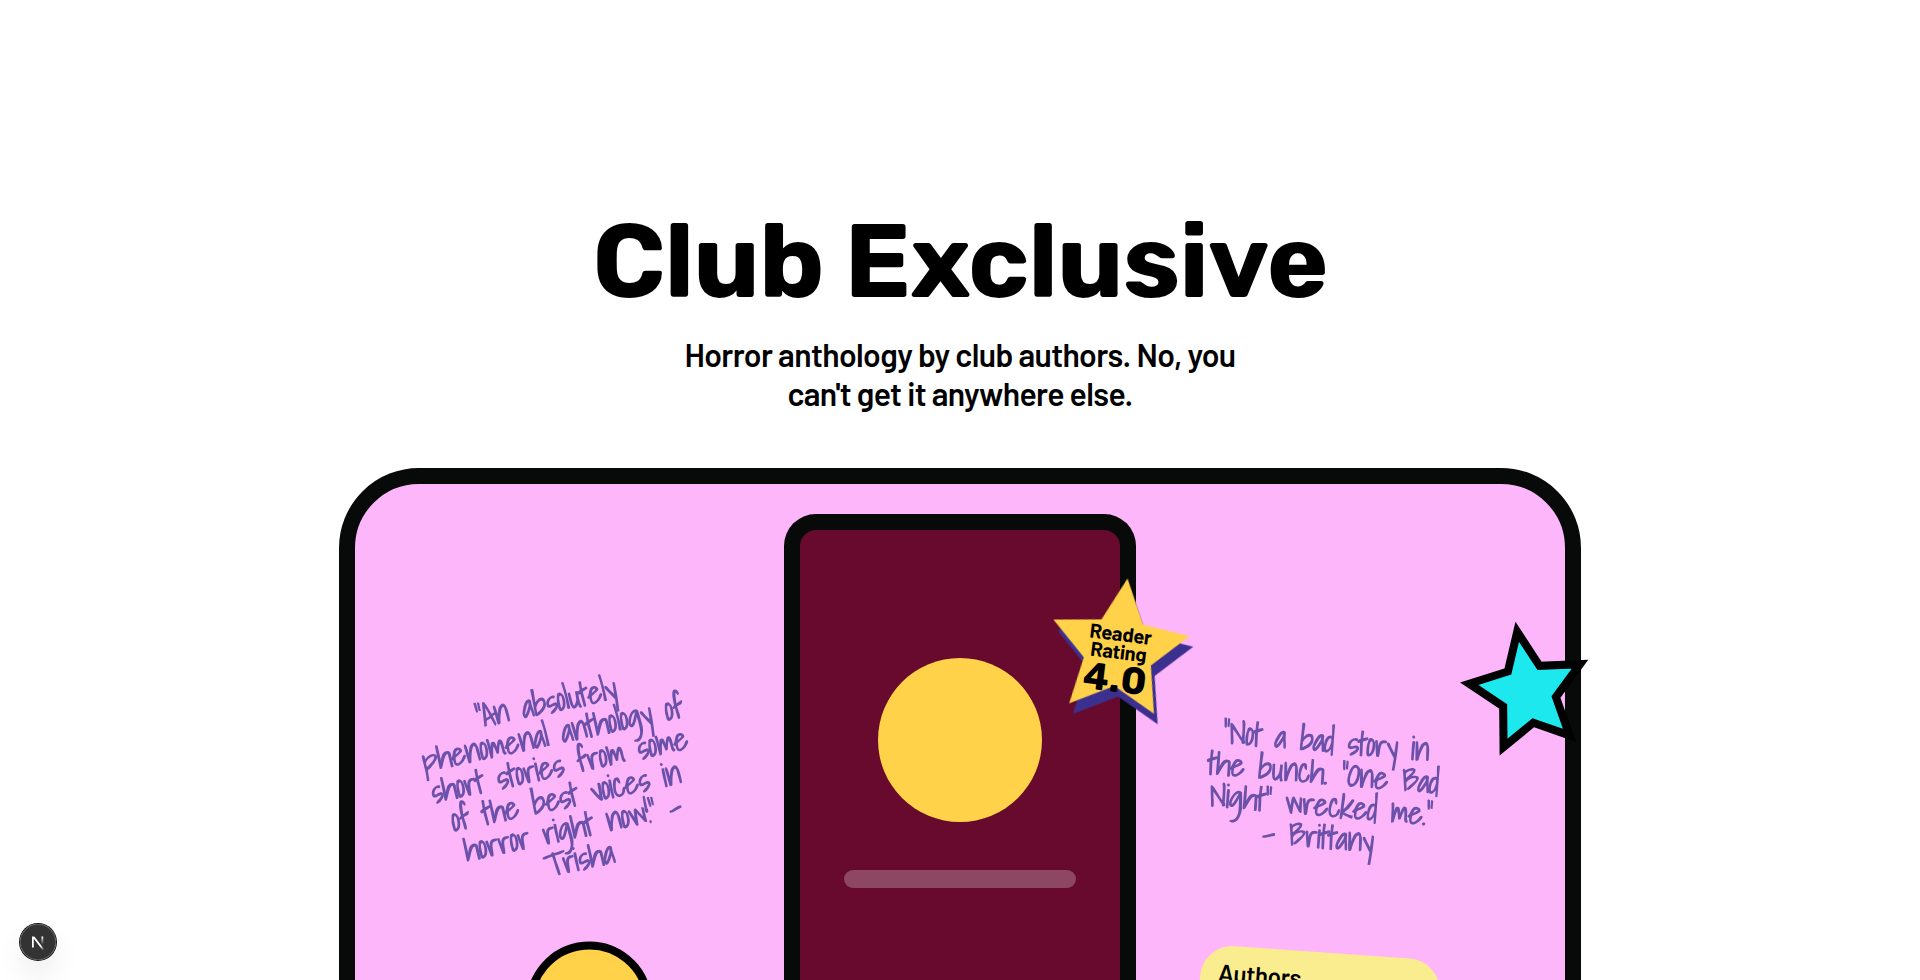 Club Exclusive
Horror anthology by club authors. No, you
can't get it anywhere else.
Reader
Rating
4.0
"An absolutely
phenomenal anthology of
short stories from some
of the best voices in
horror right now!" –
Trisha
"Not a bad story in
the bunch. "One Bad
Night" wrecked me."
– Brittany
Authors
N